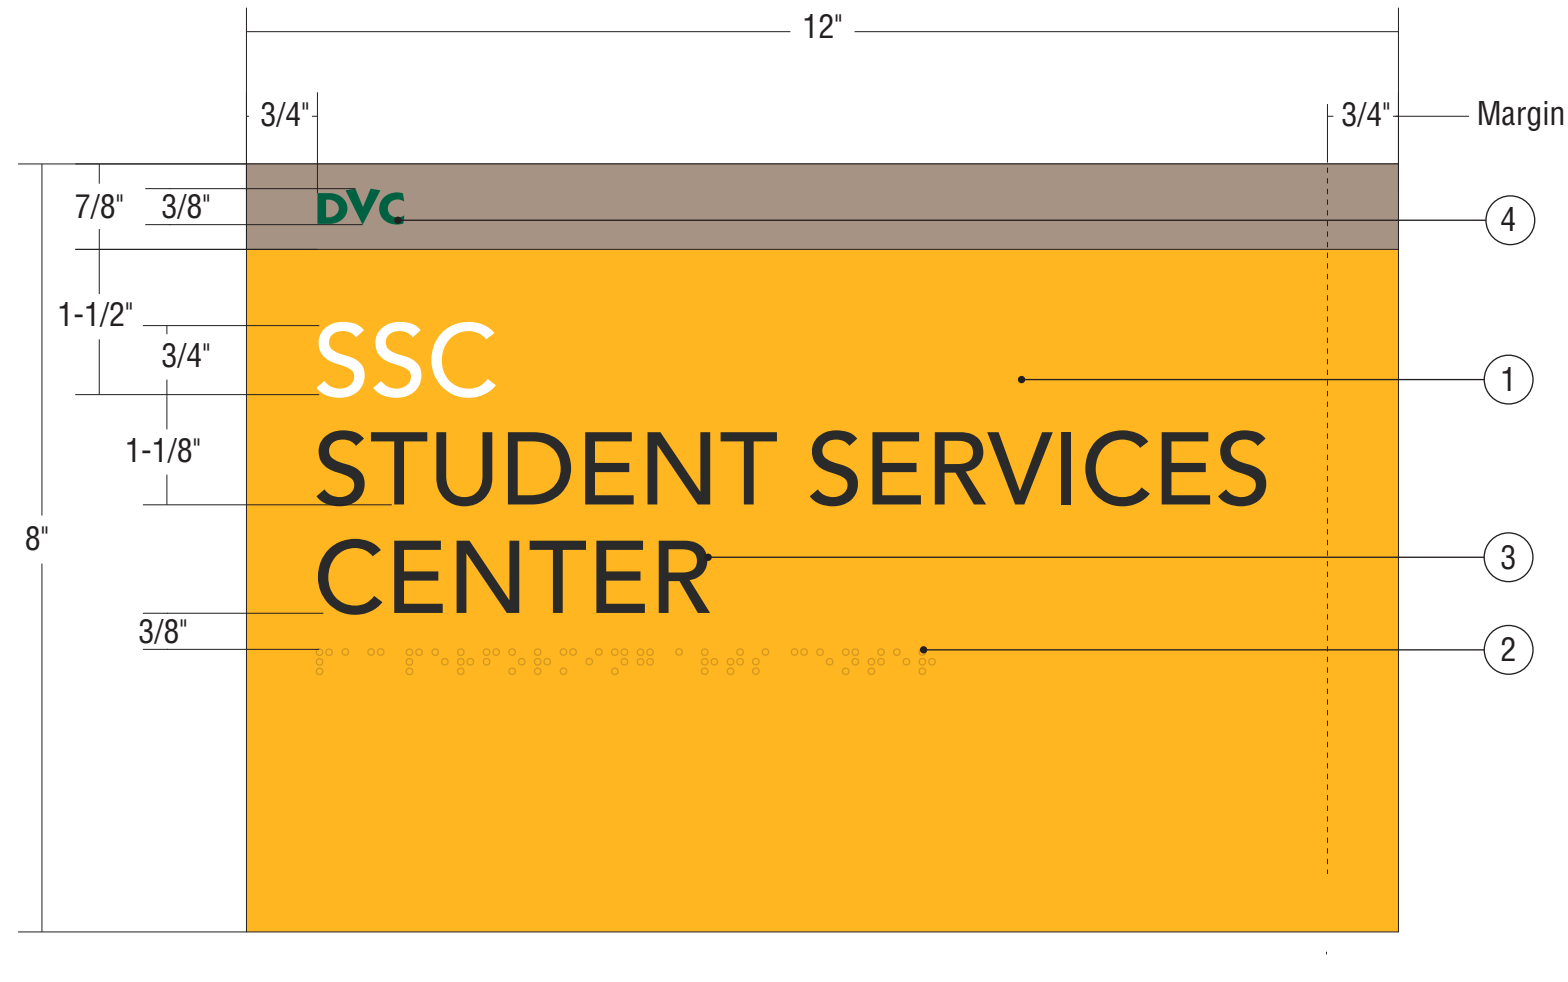 12"
3/4"
3/4" Margin
7/8" 3/8" DVC 4
1-1/2"
SSC
3/4"
1
1-1/8"
STUDENT SERVICES
8"
CENTER
3
3/8"
2